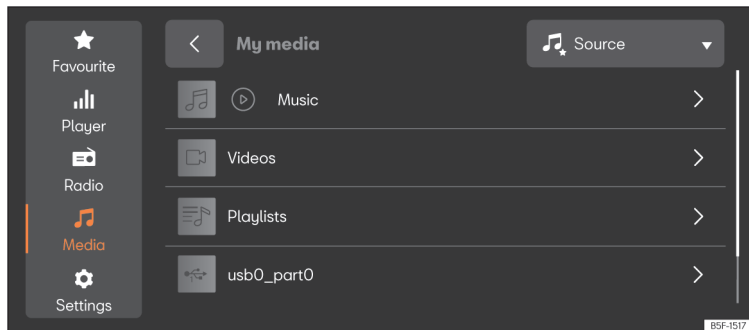 Favourite
Player
Radio
Media
Settings
My media
Source
Music
Videos
Playlists
usb0_part0
B5F-1517